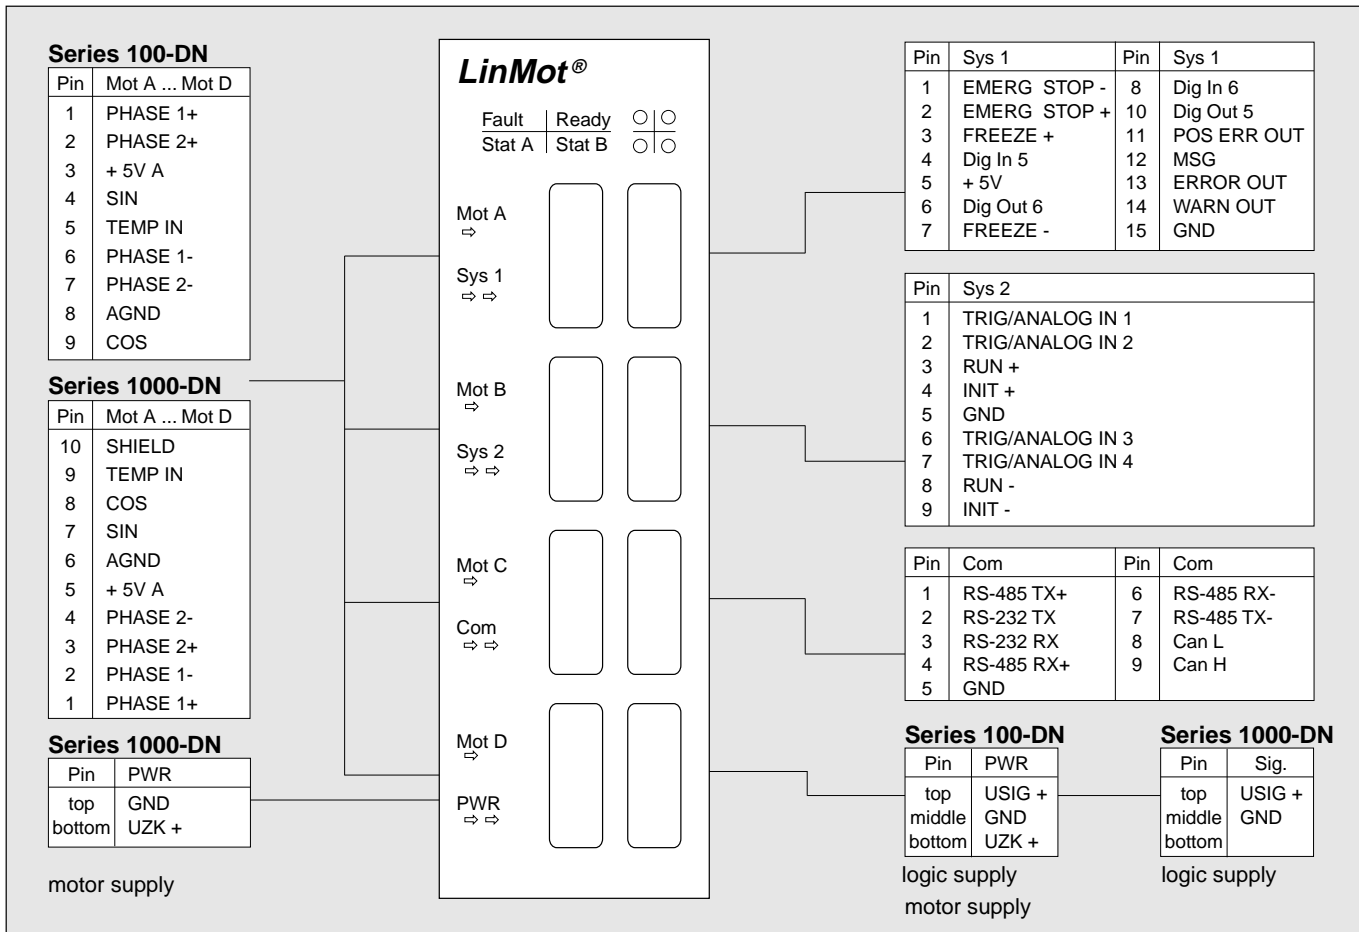 Series 100-DN
Pin Mot A ... Mot D
1 PHASE 1+
2 PHASE 2+
3 + 5V A
4 SIN
5 TEMP IN
6 PHASE 1-
7 PHASE 2-
8 AGND
9 COS
Series 1000-DN
Pin Mot A ... Mot D
10 SHIELD
9 TEMP IN
8 COS
7 SIN
6 AGND
5 + 5V A
4 PHASE 2-
3 PHASE 2+
2 PHASE 1-
1 PHASE 1+
Series 1000-DN
Pin PWR
top GND
bottom UZK +
motor supply
LinMot®
Fault Ready
Stat A Stat B
Mot A
⇨
Sys 1
⇨ ⇨
Mot B
⇨
Sys 2
⇨ ⇨
Mot C
⇨
Com
⇨ ⇨
Mot D
⇨
PWR
⇨ ⇨
Pin Sys 1 Pin Sys 1
1 EMERG STOP - 8 Dig In 6
2 EMERG STOP + 10 Dig Out 5
3 FREEZE + 11 POS ERR OUT
4 Dig In 5 12 MSG
5 + 5V 13 ERROR OUT
6 Dig Out 6 14 WARN OUT
7 FREEZE - 15 GND
Pin Sys 2
1 TRIG/ANALOG IN 1
2 TRIG/ANALOG IN 2
3 RUN +
4 INIT +
5 GND
6 TRIG/ANALOG IN 3
7 TRIG/ANALOG IN 4
8 RUN -
9 INIT -
Pin Com Pin Com
1 RS-485 TX+ 6 RS-485 RX-
2 RS-232 TX 7 RS-485 TX-
3 RS-232 RX 8 Can L
4 RS-485 RX+ 9 Can H
5 GND
Series 100-DN
Pin PWR
top USIG +
middle GND
bottom UZK +
logic supply
motor supply
Series 1000-DN
Pin Sig.
top USIG +
middle GND
bottom
logic supply